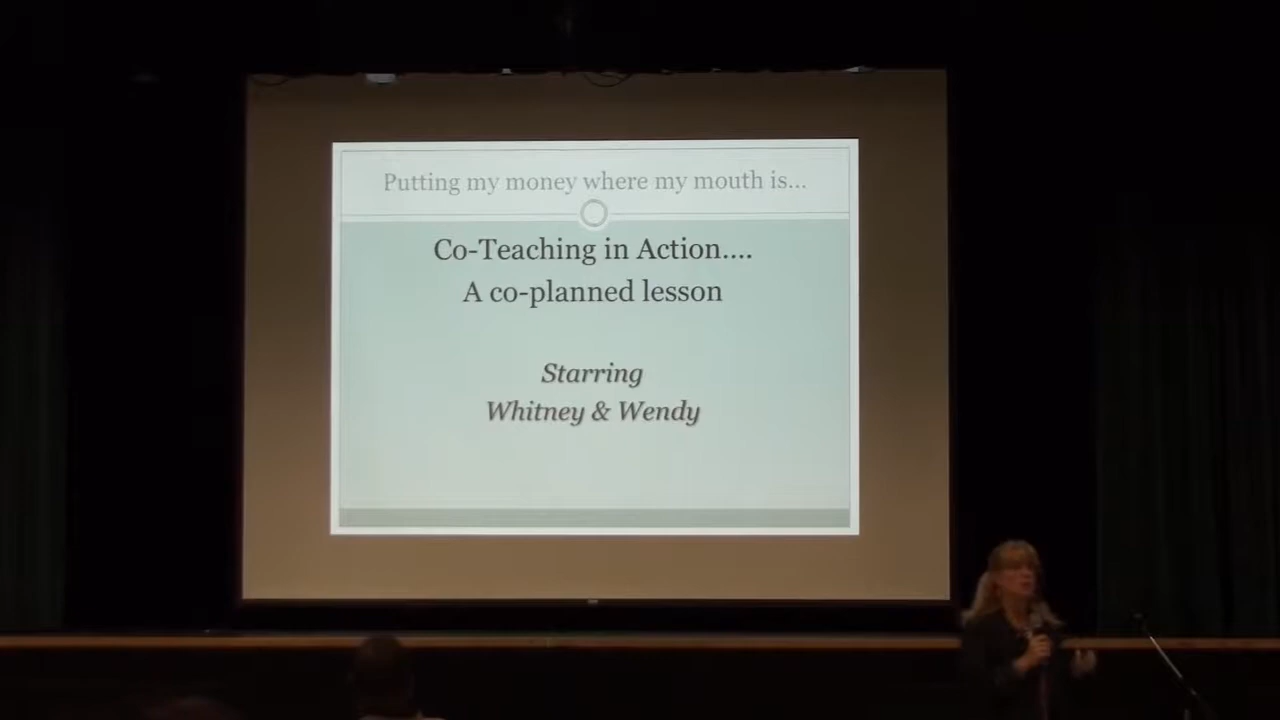 Putting my money where my mouth is...
Co-Teaching in Action....
A co-planned lesson
Starring
Whitney & Wendy